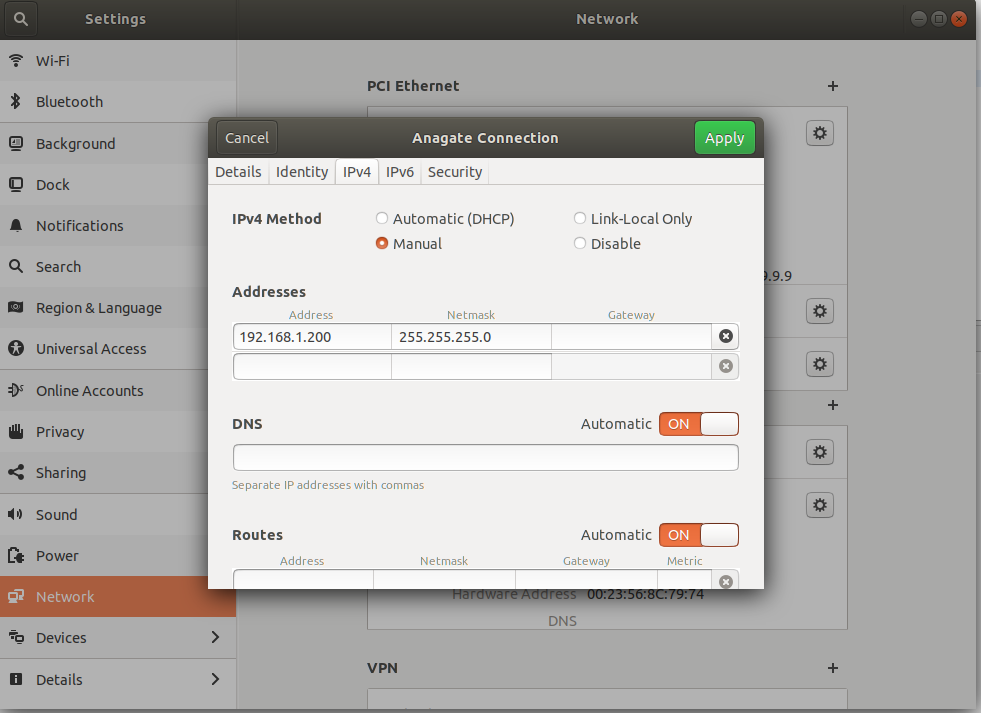 Settings
Network
Wi-Fi
Bluetooth
Background
Dock
Notifications
Search
Region & Language
Universal Access
Online Accounts
Privacy
Sharing
Sound
Power
Network
Devices
Details
PCI Ethernet
Cancel
Anagate Connection
Apply
Details Identity IPv4 IPv6 Security
IPv4 Method
Automatic (DHCP)
Link-Local Only
Manual
Disable
9.9.9
Addresses
Address Netmask Gateway
192.168.1.200 255.255.255.0
DNS
Automatic ON
Separate IP addresses with commas
Routes
Automatic ON
Address Netmask Gateway Metric
Hardware Address 00:23:56:8C:79:74
DNS
VPN